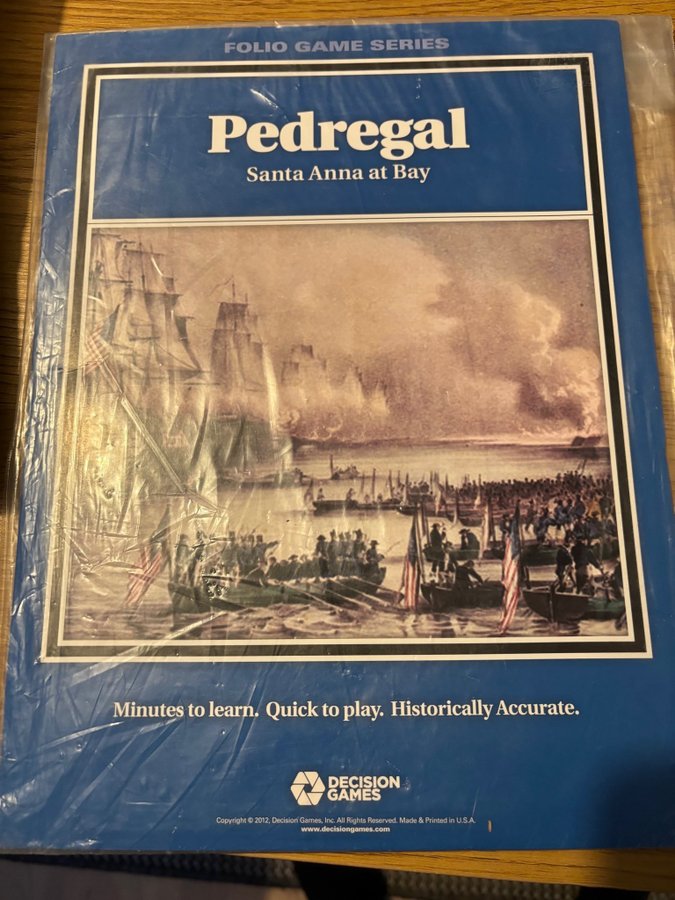 FOLIO GAME SERIES
Pedregal
Santa Anna at Bay
Minutes to learn. Quick to play. Historically Accurate.
DECISION
GAMES
Copyright © 2012, Decision Games, Inc. All Rights Reserved. Made & Printed in U.S.A.
www.decisiongames.com